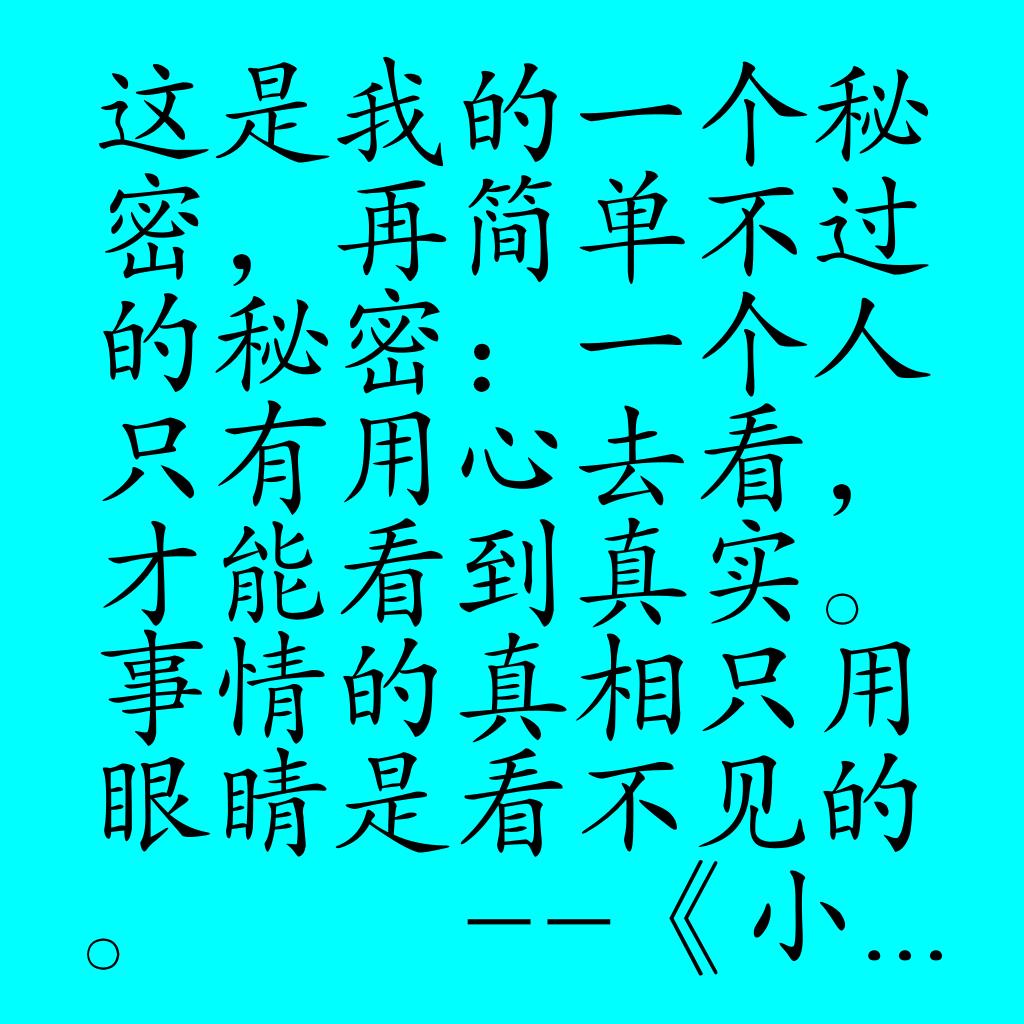 这是我的一个秘
密，再简单不过
的秘密：一个人
只有用心去看，
才能看到真实。
事情的真相只用
眼睛是看不见的
。 --《小...